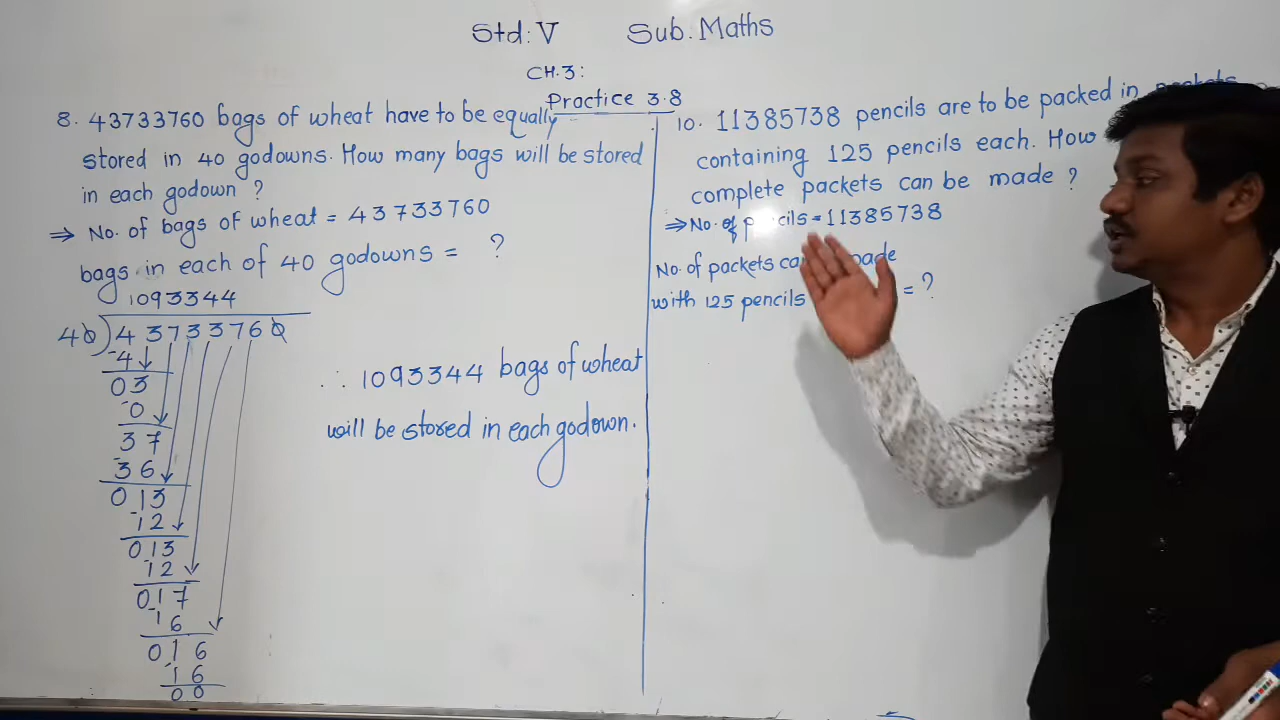 Std: V Sub. Maths
CH.3:
Practice 3.8
8. 43733760 bags of wheat have to be equally
stored in 40 godowns. How many bags will be stored
in each godown ?
⇒ No. of bags of wheat = 43733760
bags in each of 40 godowns = ?
1093344
40 ) 43733760
-4
03
-0
37
-36
013
-12
013
-12
017
-16
016
-16
00
∴ 1093344 bags of wheat
will be stored in each godown.
10. 11385738 pencils are to be packed in packets
containing 125 pencils each. How
complete packets can be made ?
⇒ No. of pencils = 11385738
No. of packets made
with 125 pencils = ?